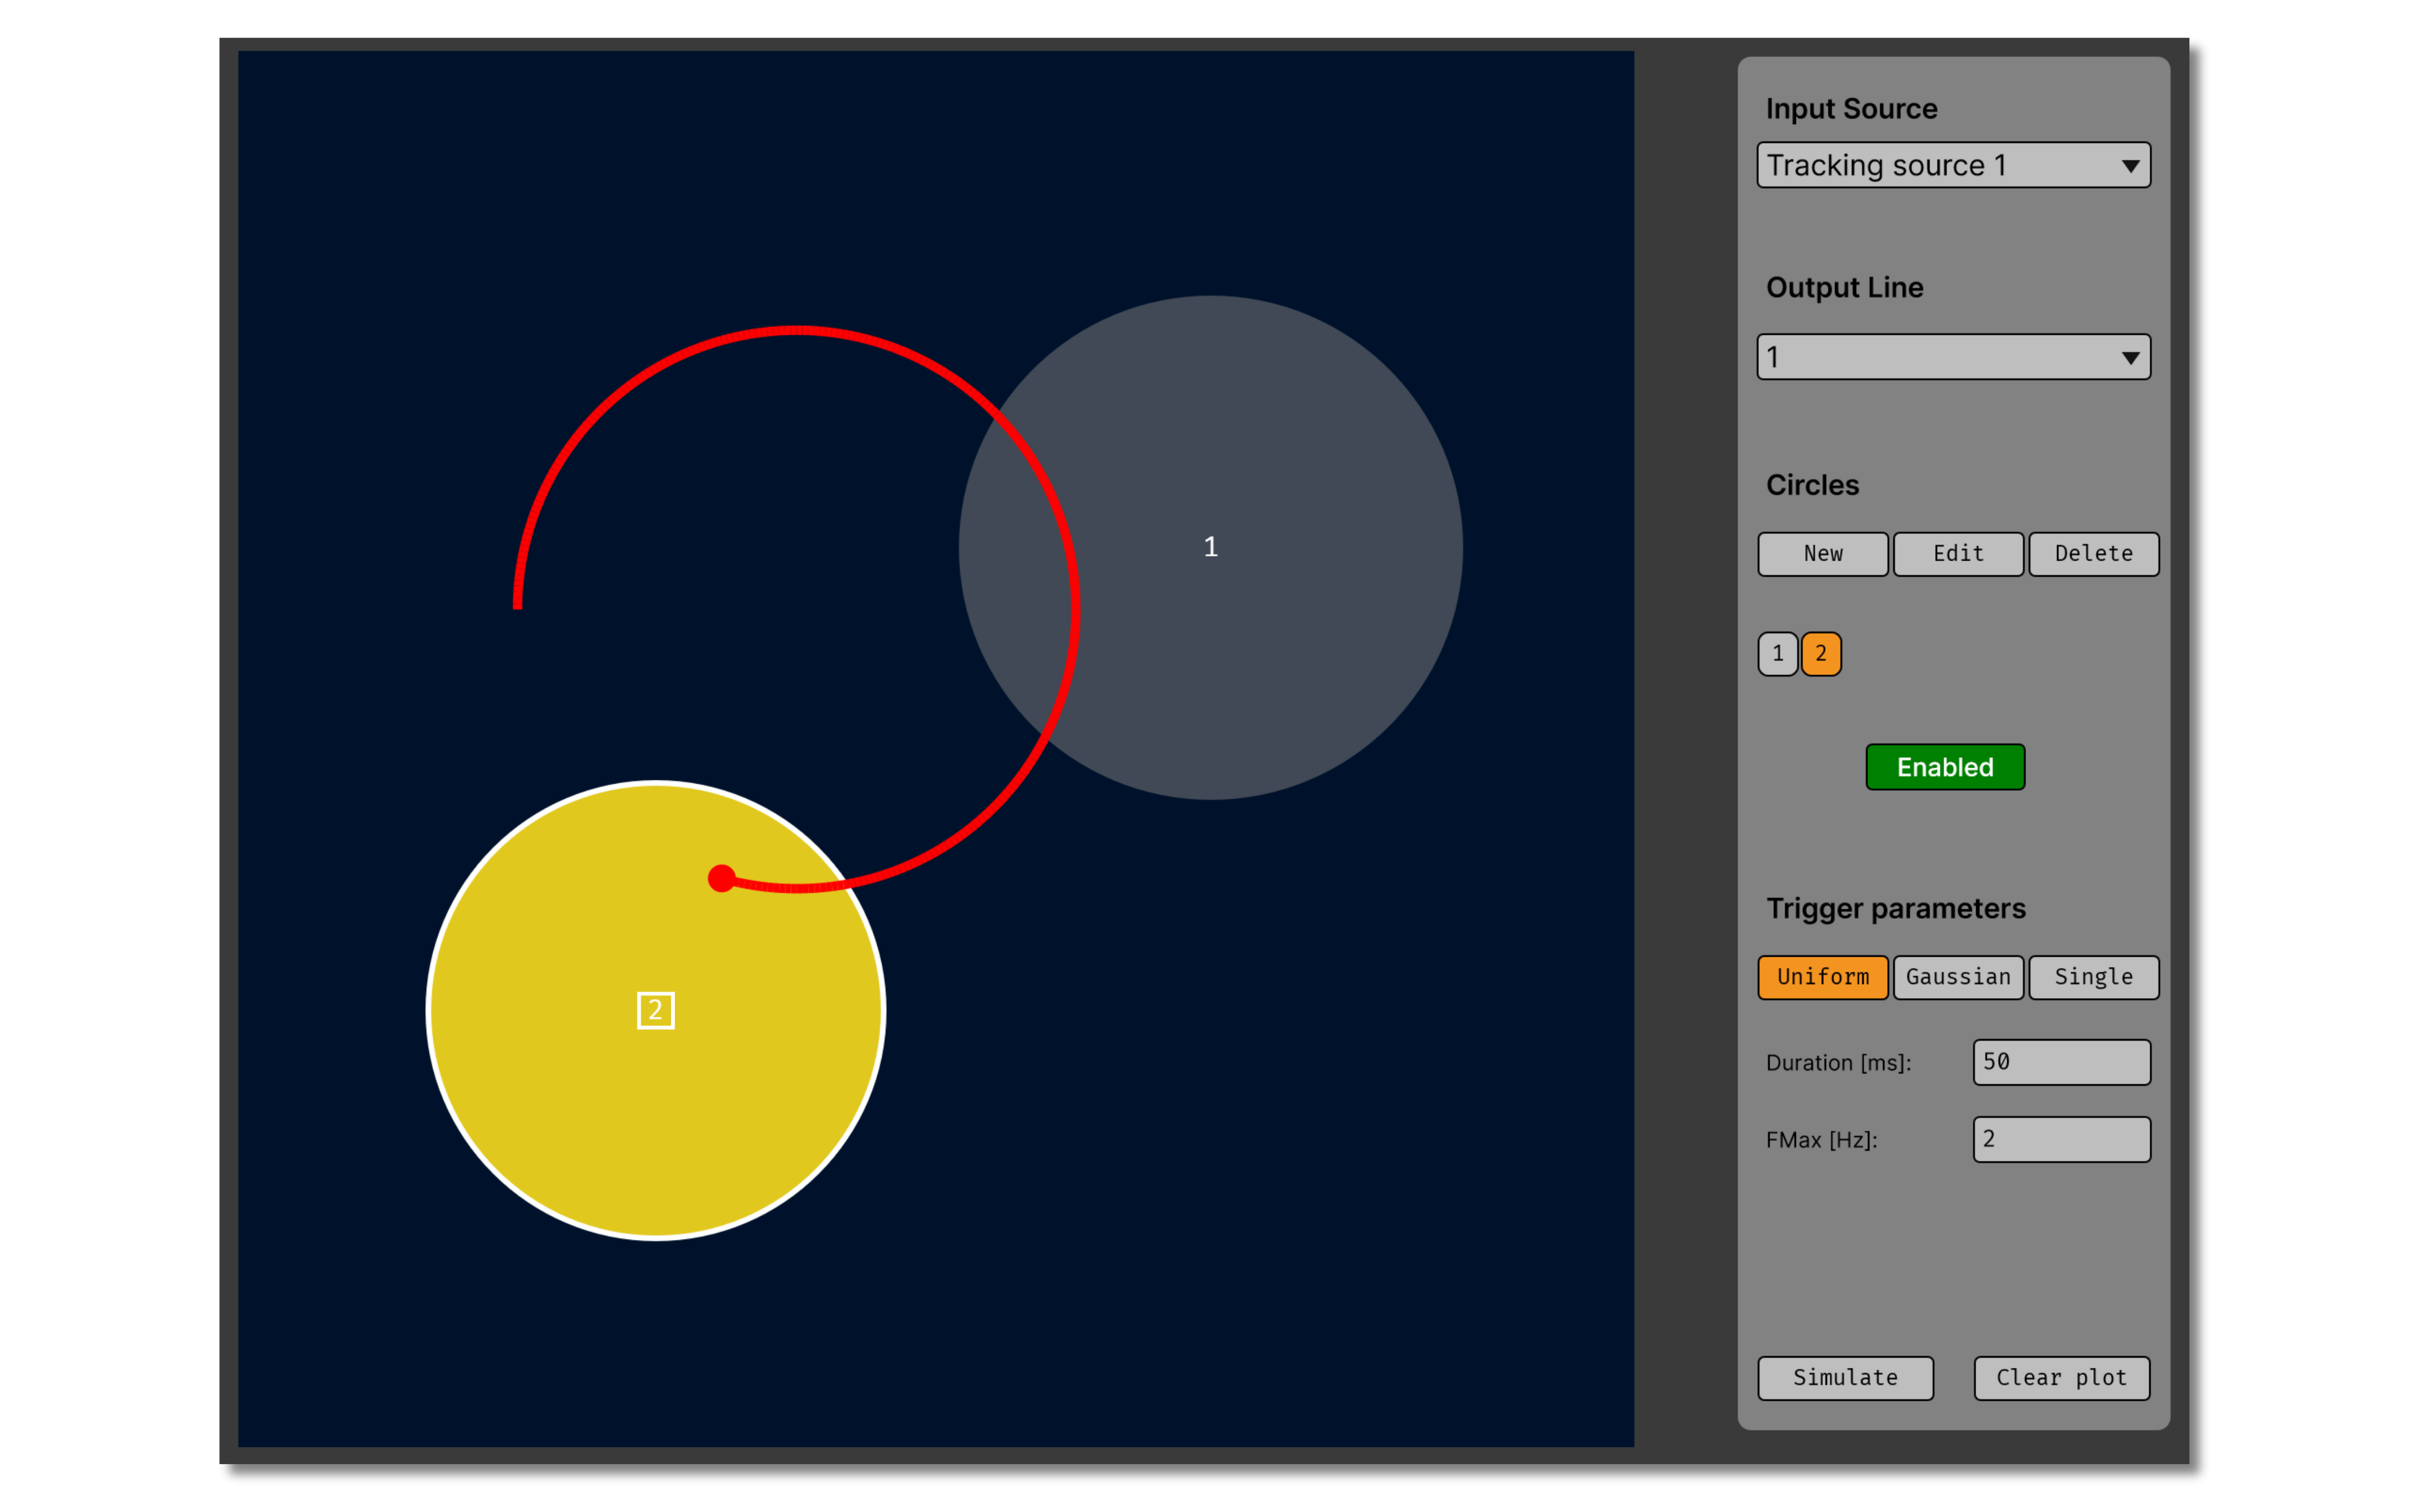 Input Source
Tracking source 1
Output Line
1
Circles
New Edit Delete
1 2
Enabled
Trigger parameters
Uniform Gaussian Single
Duration [ms]: 50
FMax [Hz]: 2
Simulate Clear plot
1
2